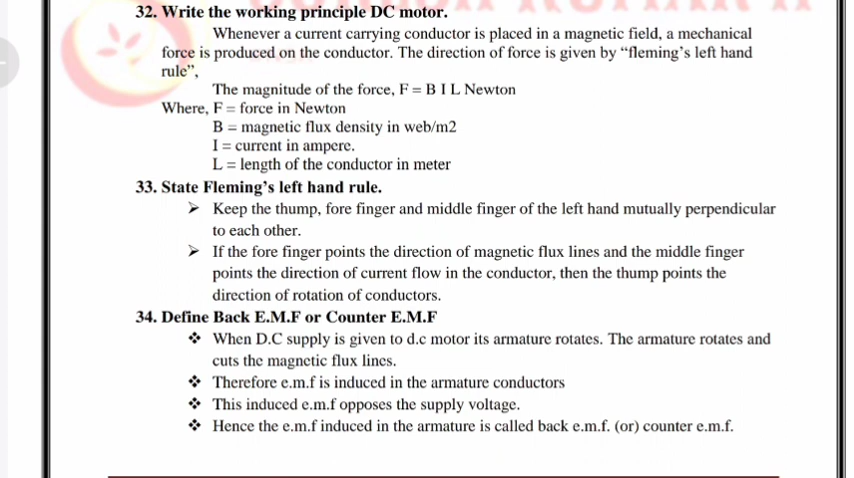 32. Write the working principle DC motor.
Whenever a current carrying conductor is placed in a magnetic field, a mechanical
force is produced on the conductor. The direction of force is given by “fleming’s left hand
rule”,
The magnitude of the force, F = B I L Newton
Where, F = force in Newton
B = magnetic flux density in web/m2
I = current in ampere.
L = length of the conductor in meter
33. State Fleming’s left hand rule.
➢ Keep the thump, fore finger and middle finger of the left hand mutually perpendicular
to each other.
➢ If the fore finger points the direction of magnetic flux lines and the middle finger
points the direction of current flow in the conductor, then the thump points the
direction of rotation of conductors.
34. Define Back E.M.F or Counter E.M.F
❖ When D.C supply is given to d.c motor its armature rotates. The armature rotates and
cuts the magnetic flux lines.
❖ Therefore e.m.f is induced in the armature conductors
❖ This induced e.m.f opposes the supply voltage.
❖ Hence the e.m.f induced in the armature is called back e.m.f. (or) counter e.m.f.